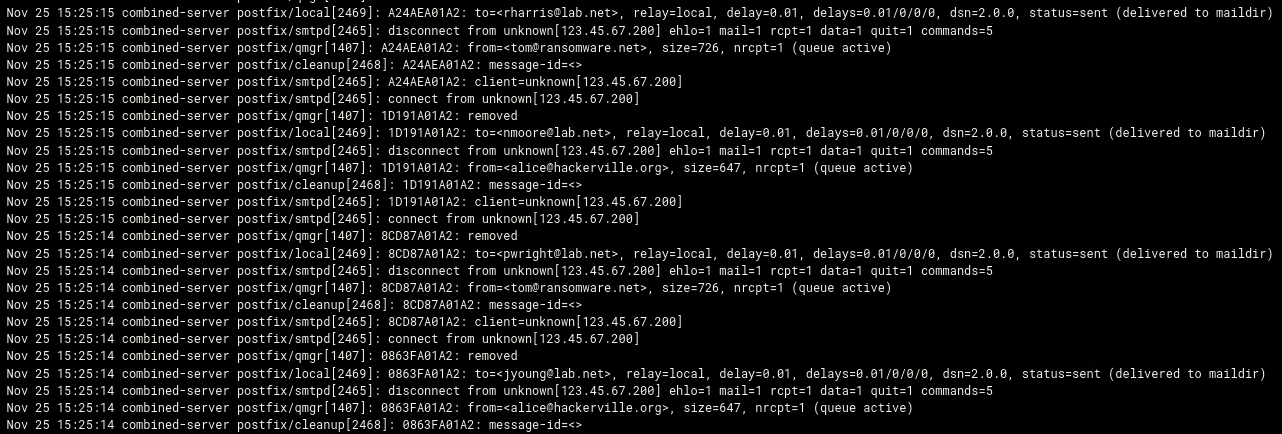 Nov 25 15:25:15 combined-server postfix/local[2469]: A24AEA01A2: to=<rharris@lab.net>, relay=local, delay=0.01, delays=0.01/0/0/0, dsn=2.0.0, status=sent (delivered to maildir)
Nov 25 15:25:15 combined-server postfix/smtpd[2465]: disconnect from unknown[123.45.67.200] ehlo=1 mail=1 rcpt=1 data=1 quit=1 commands=5
Nov 25 15:25:15 combined-server postfix/qmgr[1407]: A24AEA01A2: from=<tom@ransomware.net>, size=726, nrcpt=1 (queue active)
Nov 25 15:25:15 combined-server postfix/cleanup[2468]: A24AEA01A2: message-id=<>
Nov 25 15:25:15 combined-server postfix/smtpd[2465]: A24AEA01A2: client=unknown[123.45.67.200]
Nov 25 15:25:15 combined-server postfix/smtpd[2465]: connect from unknown[123.45.67.200]
Nov 25 15:25:15 combined-server postfix/qmgr[1407]: 1D191A01A2: removed
Nov 25 15:25:15 combined-server postfix/local[2469]: 1D191A01A2: to=<nmoore@lab.net>, relay=local, delay=0.01, delays=0.01/0/0/0, dsn=2.0.0, status=sent (delivered to maildir)
Nov 25 15:25:15 combined-server postfix/smtpd[2465]: disconnect from unknown[123.45.67.200] ehlo=1 mail=1 rcpt=1 data=1 quit=1 commands=5
Nov 25 15:25:15 combined-server postfix/qmgr[1407]: 1D191A01A2: from=<alice@hackerville.org>, size=647, nrcpt=1 (queue active)
Nov 25 15:25:15 combined-server postfix/cleanup[2468]: 1D191A01A2: message-id=<>
Nov 25 15:25:15 combined-server postfix/smtpd[2465]: 1D191A01A2: client=unknown[123.45.67.200]
Nov 25 15:25:15 combined-server postfix/smtpd[2465]: connect from unknown[123.45.67.200]
Nov 25 15:25:14 combined-server postfix/qmgr[1407]: 8CD87A01A2: removed
Nov 25 15:25:14 combined-server postfix/local[2469]: 8CD87A01A2: to=<pwright@lab.net>, relay=local, delay=0.01, delays=0.01/0/0/0, dsn=2.0.0, status=sent (delivered to maildir)
Nov 25 15:25:14 combined-server postfix/smtpd[2465]: disconnect from unknown[123.45.67.200] ehlo=1 mail=1 rcpt=1 data=1 quit=1 commands=5
Nov 25 15:25:14 combined-server postfix/qmgr[1407]: 8CD87A01A2: from=<tom@ransomware.net>, size=726, nrcpt=1 (queue active)
Nov 25 15:25:14 combined-server postfix/cleanup[2468]: 8CD87A01A2: message-id=<>
Nov 25 15:25:14 combined-server postfix/smtpd[2465]: 8CD87A01A2: client=unknown[123.45.67.200]
Nov 25 15:25:14 combined-server postfix/smtpd[2465]: connect from unknown[123.45.67.200]
Nov 25 15:25:14 combined-server postfix/qmgr[1407]: 0863FA01A2: removed
Nov 25 15:25:14 combined-server postfix/local[2469]: 0863FA01A2: to=<jyoung@lab.net>, relay=local, delay=0.01, delays=0.01/0/0/0, dsn=2.0.0, status=sent (delivered to maildir)
Nov 25 15:25:14 combined-server postfix/smtpd[2465]: disconnect from unknown[123.45.67.200] ehlo=1 mail=1 rcpt=1 data=1 quit=1 commands=5
Nov 25 15:25:14 combined-server postfix/qmgr[1407]: 0863FA01A2: from=<alice@hackerville.org>, size=647, nrcpt=1 (queue active)
Nov 25 15:25:14 combined-server postfix/cleanup[2468]: 0863FA01A2: message-id=<>